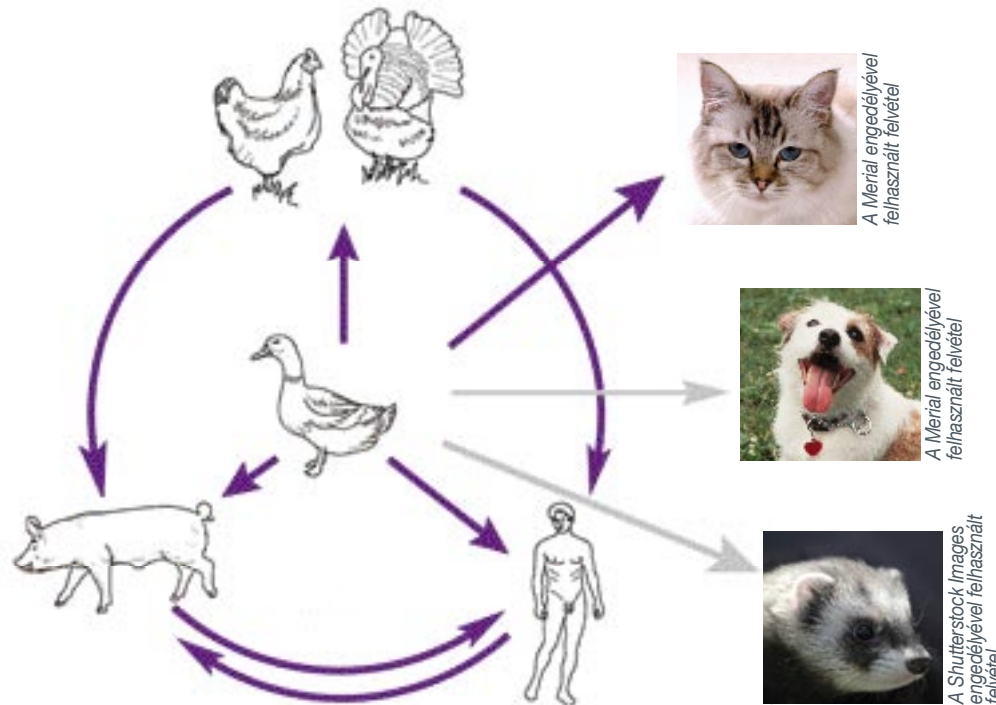 A Merial engedélyével
felhasznált felvétel
A Merial engedélyével
felhasznált felvétel
A Shutterstock Images
engedélyével felhasznált
felvétel